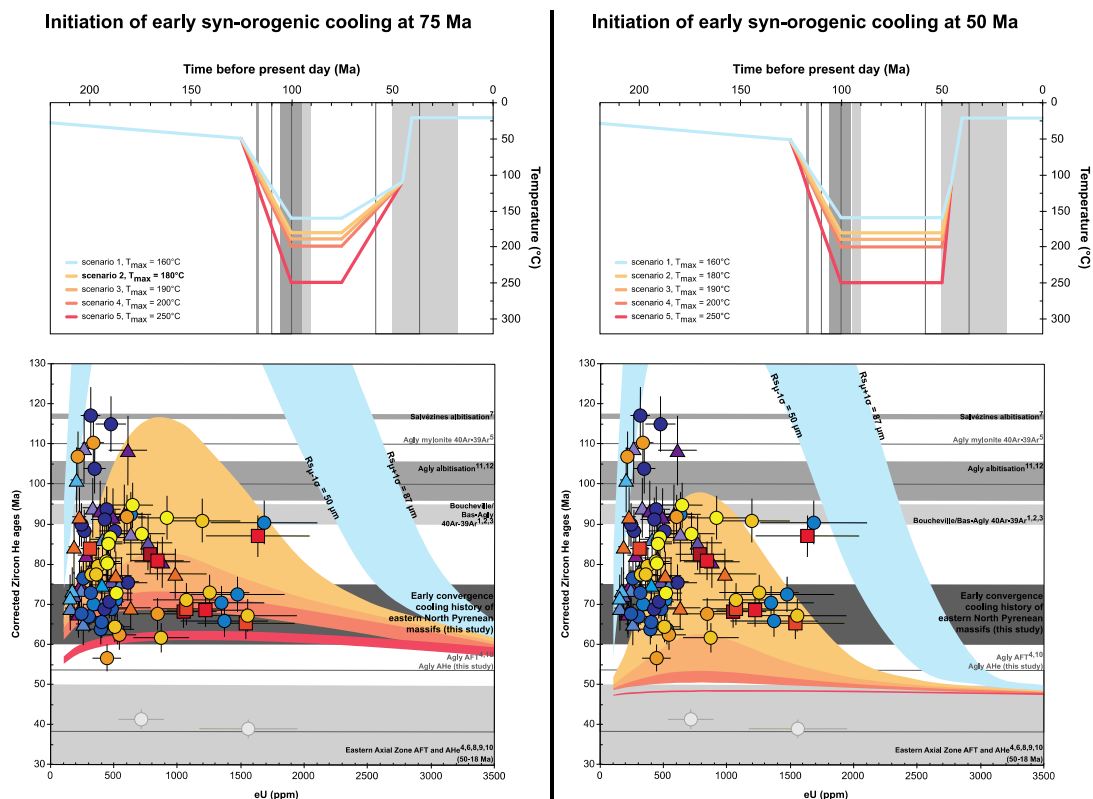 Initiation of early syn-orogenic cooling at 75 Ma
Time before present day (Ma)
200 150 100 50 0
0
50
100
150
200
250
300
Temperature (°C)
scenario 1, Tmax = 160°C
scenario 2, Tmax = 180°C
scenario 3, Tmax = 190°C
scenario 4, Tmax = 200°C
scenario 5, Tmax = 250°C
Corrected Zircon He ages (Ma)
130
120
110
100
90
80
70
60
50
40
30
Rsμ-1σ = 50 μm
Rsμ+1σ = 87 μm
Salvézines albitisation7
Agly mylonite 40Ar-39Ar5
Agly albitisation11,12
Boucheville/
Bas-Agly
40Ar-39Ar1,2,3
Early convergence
cooling history of
eastern North Pyrenean
massifs (this study)
Agly AFT4,10
Agly AHe (this study)
Eastern Axial Zone AFT and AHe4,6,8,9,10
(50-18 Ma)
0 500 1000 1500 2000 2500 3000 3500
eU (ppm)
Initiation of early syn-orogenic cooling at 50 Ma
Time before present day (Ma)
200 150 100 50 0
0
50
100
150
200
250
300
Temperature (°C)
scenario 1, Tmax = 160°C
scenario 2, Tmax = 180°C
scenario 3, Tmax = 190°C
scenario 4, Tmax = 200°C
scenario 5, Tmax = 250°C
Corrected Zircon He ages (Ma)
130
120
110
100
90
80
70
60
50
40
30
Rsμ-1σ = 50 μm
Rsμ+1σ = 87 μm
Salvézines albitisation7
Agly mylonite 40Ar-39Ar5
Agly albitisation11,12
Boucheville/Bas-Agly 40Ar-39Ar1,2,3
Early convergence
cooling history of
eastern North Pyrenean
massifs (this study)
Agly AFT4,10
Agly AHe (this study)
Eastern Axial Zone AFT and AHe4,6,8,9,10
(50-18 Ma)
0 500 1000 1500 2000 2500 3000 3500
eU (ppm)